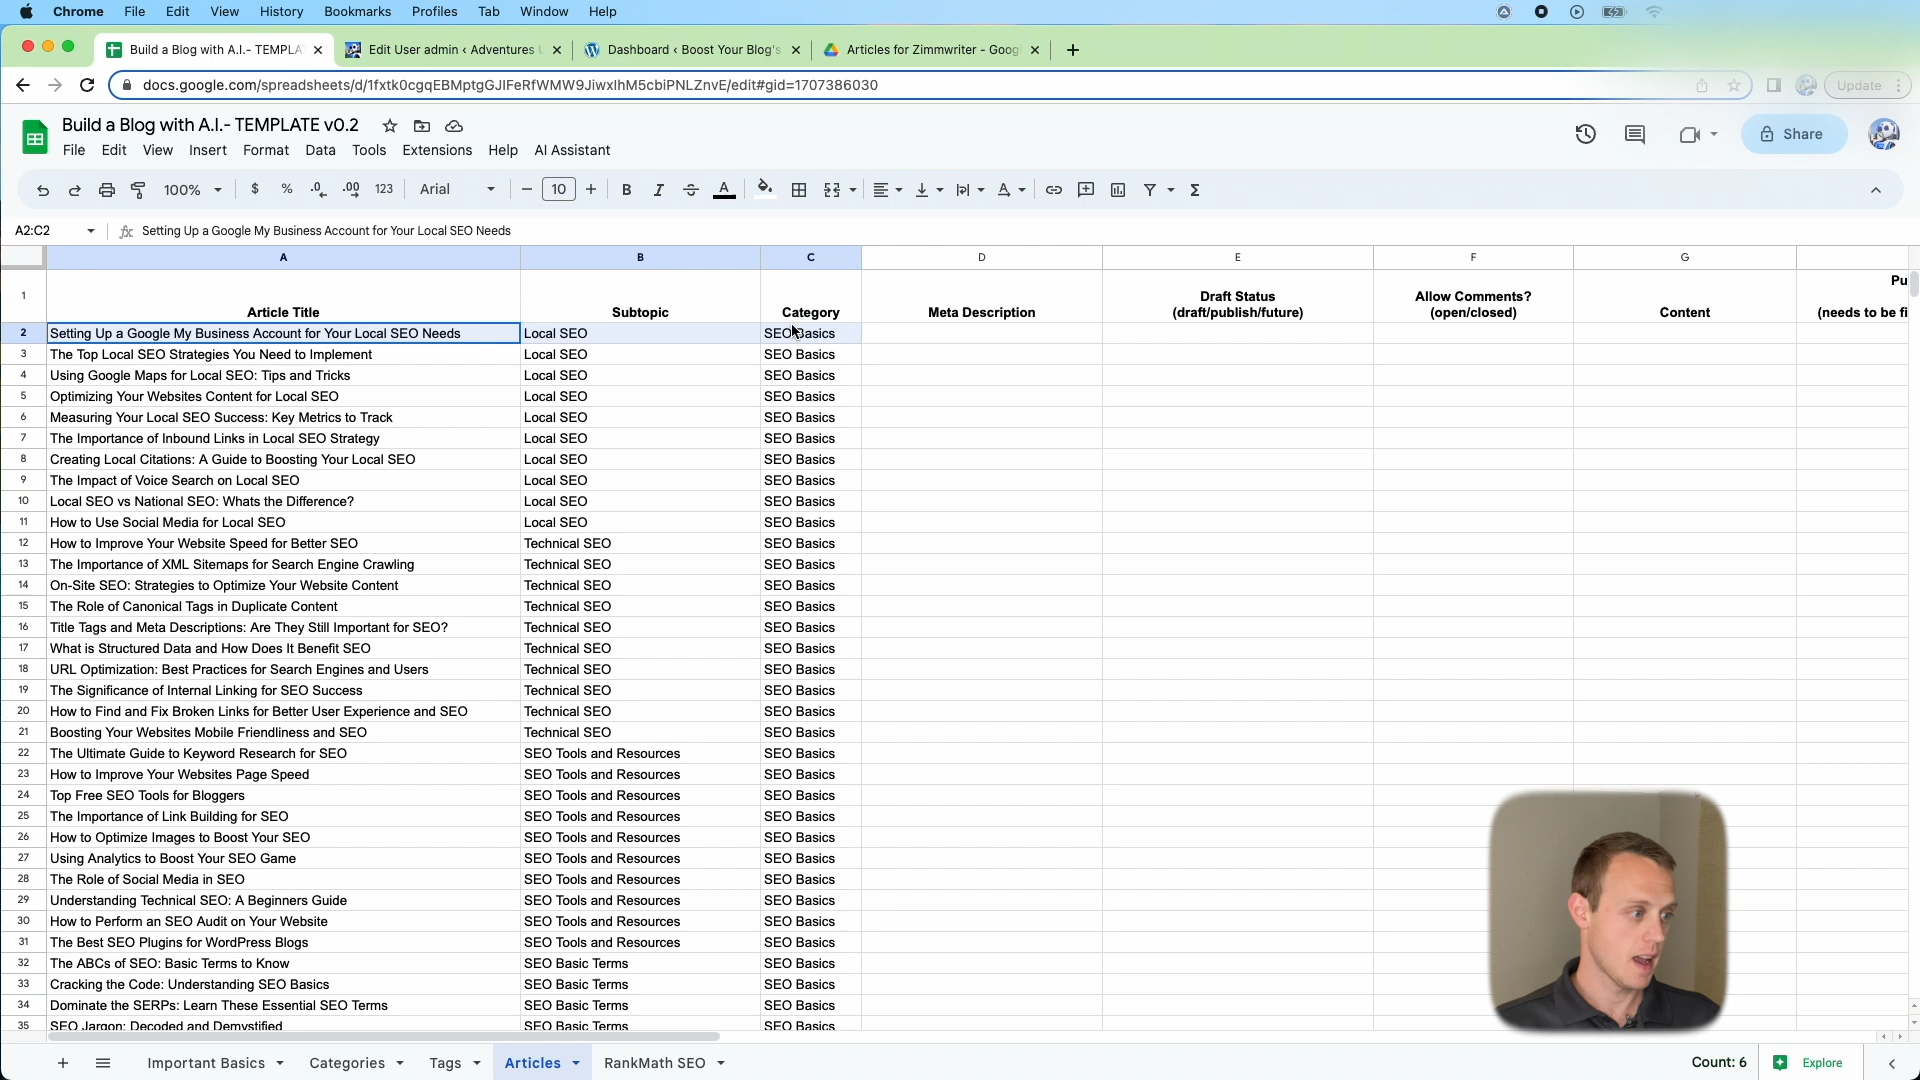 Chrome File Edit View History Bookmarks Profiles Tab Window Help
Build a Blog with A.I.- TEMPLA Edit User admin ‹ Adventures Dashboard ‹ Boost Your Blog's Articles for Zimmwriter - Goog
docs.google.com/spreadsheets/d/1fxtk0cgqEBMptgGJIFeRfWMW9JiwxIhM5cbiPNLZnvE/edit#gid=1707386030 Update
Build a Blog with A.I.- TEMPLATE v0.2 Share
File Edit View Insert Format Data Tools Extensions Help AI Assistant
100% $ % .0 .00 123 Arial 10 B I S A Σ
A2:C2 fx Setting Up a Google My Business Account for Your Local SEO Needs
A B C D E F G
Pu
1 Article Title Subtopic Category Meta Description Draft Status (draft/publish/future) Allow Comments? (open/closed) Content (needs to be fi
2 Setting Up a Google My Business Account for Your Local SEO Needs Local SEO SEO Basics
3 The Top Local SEO Strategies You Need to Implement Local SEO SEO Basics
4 Using Google Maps for Local SEO: Tips and Tricks Local SEO SEO Basics
5 Optimizing Your Websites Content for Local SEO Local SEO SEO Basics
6 Measuring Your Local SEO Success: Key Metrics to Track Local SEO SEO Basics
7 The Importance of Inbound Links in Local SEO Strategy Local SEO SEO Basics
8 Creating Local Citations: A Guide to Boosting Your Local SEO Local SEO SEO Basics
9 The Impact of Voice Search on Local SEO Local SEO SEO Basics
10 Local SEO vs National SEO: Whats the Difference? Local SEO SEO Basics
11 How to Use Social Media for Local SEO Local SEO SEO Basics
12 How to Improve Your Website Speed for Better SEO Technical SEO SEO Basics
13 The Importance of XML Sitemaps for Search Engine Crawling Technical SEO SEO Basics
14 On-Site SEO: Strategies to Optimize Your Website Content Technical SEO SEO Basics
15 The Role of Canonical Tags in Duplicate Content Technical SEO SEO Basics
16 Title Tags and Meta Descriptions: Are They Still Important for SEO? Technical SEO SEO Basics
17 What is Structured Data and How Does It Benefit SEO Technical SEO SEO Basics
18 URL Optimization: Best Practices for Search Engines and Users Technical SEO SEO Basics
19 The Significance of Internal Linking for SEO Success Technical SEO SEO Basics
20 How to Find and Fix Broken Links for Better User Experience and SEO Technical SEO SEO Basics
21 Boosting Your Websites Mobile Friendliness and SEO Technical SEO SEO Basics
22 The Ultimate Guide to Keyword Research for SEO SEO Tools and Resources SEO Basics
23 How to Improve Your Websites Page Speed SEO Tools and Resources SEO Basics
24 Top Free SEO Tools for Bloggers SEO Tools and Resources SEO Basics
25 The Importance of Link Building for SEO SEO Tools and Resources SEO Basics
26 How to Optimize Images to Boost Your SEO SEO Tools and Resources SEO Basics
27 Using Analytics to Boost Your SEO Game SEO Tools and Resources SEO Basics
28 The Role of Social Media in SEO SEO Tools and Resources SEO Basics
29 Understanding Technical SEO: A Beginners Guide SEO Tools and Resources SEO Basics
30 How to Perform an SEO Audit on Your Website SEO Tools and Resources SEO Basics
31 The Best SEO Plugins for WordPress Blogs SEO Tools and Resources SEO Basics
32 The ABCs of SEO: Basic Terms to Know SEO Basic Terms SEO Basics
33 Cracking the Code: Understanding SEO Basics SEO Basic Terms SEO Basics
34 Dominate the SERPs: Learn These Essential SEO Terms SEO Basic Terms SEO Basics
35 SEO Jargon: Decoded and Demystified SEO Basic Terms SEO Basics
Important Basics Categories Tags Articles RankMath SEO Count: 6 Explore